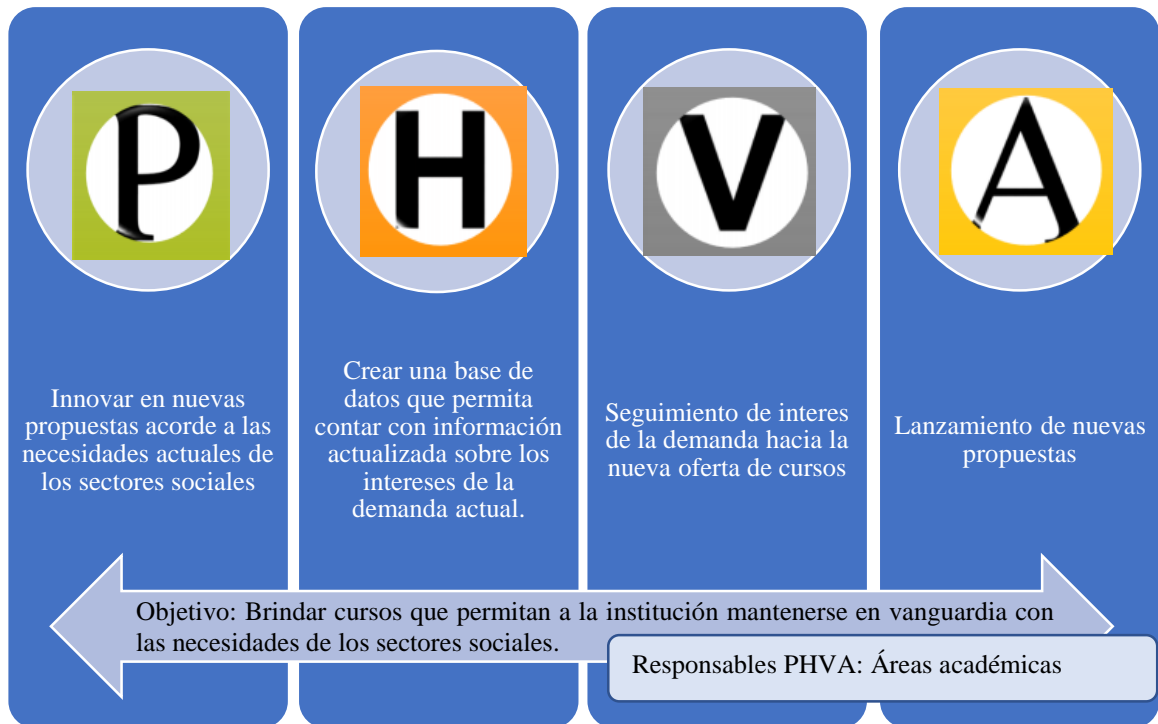 P
H
V
A
Innovar en nuevas
propuestas acorde a las
necesidades actuales de
los sectores sociales
Crear una base de
datos que permita
contar con información
actualizada sobre los
intereses de la
demanda actual.
Seguimiento de interes
de la demanda hacia la
nueva oferta de cursos
Lanzamiento de nuevas
propuestas
Objetivo: Brindar cursos que permitan a la institución mantenerse en vanguardia con
las necesidades de los sectores sociales.
Responsables PHVA: Áreas académicas